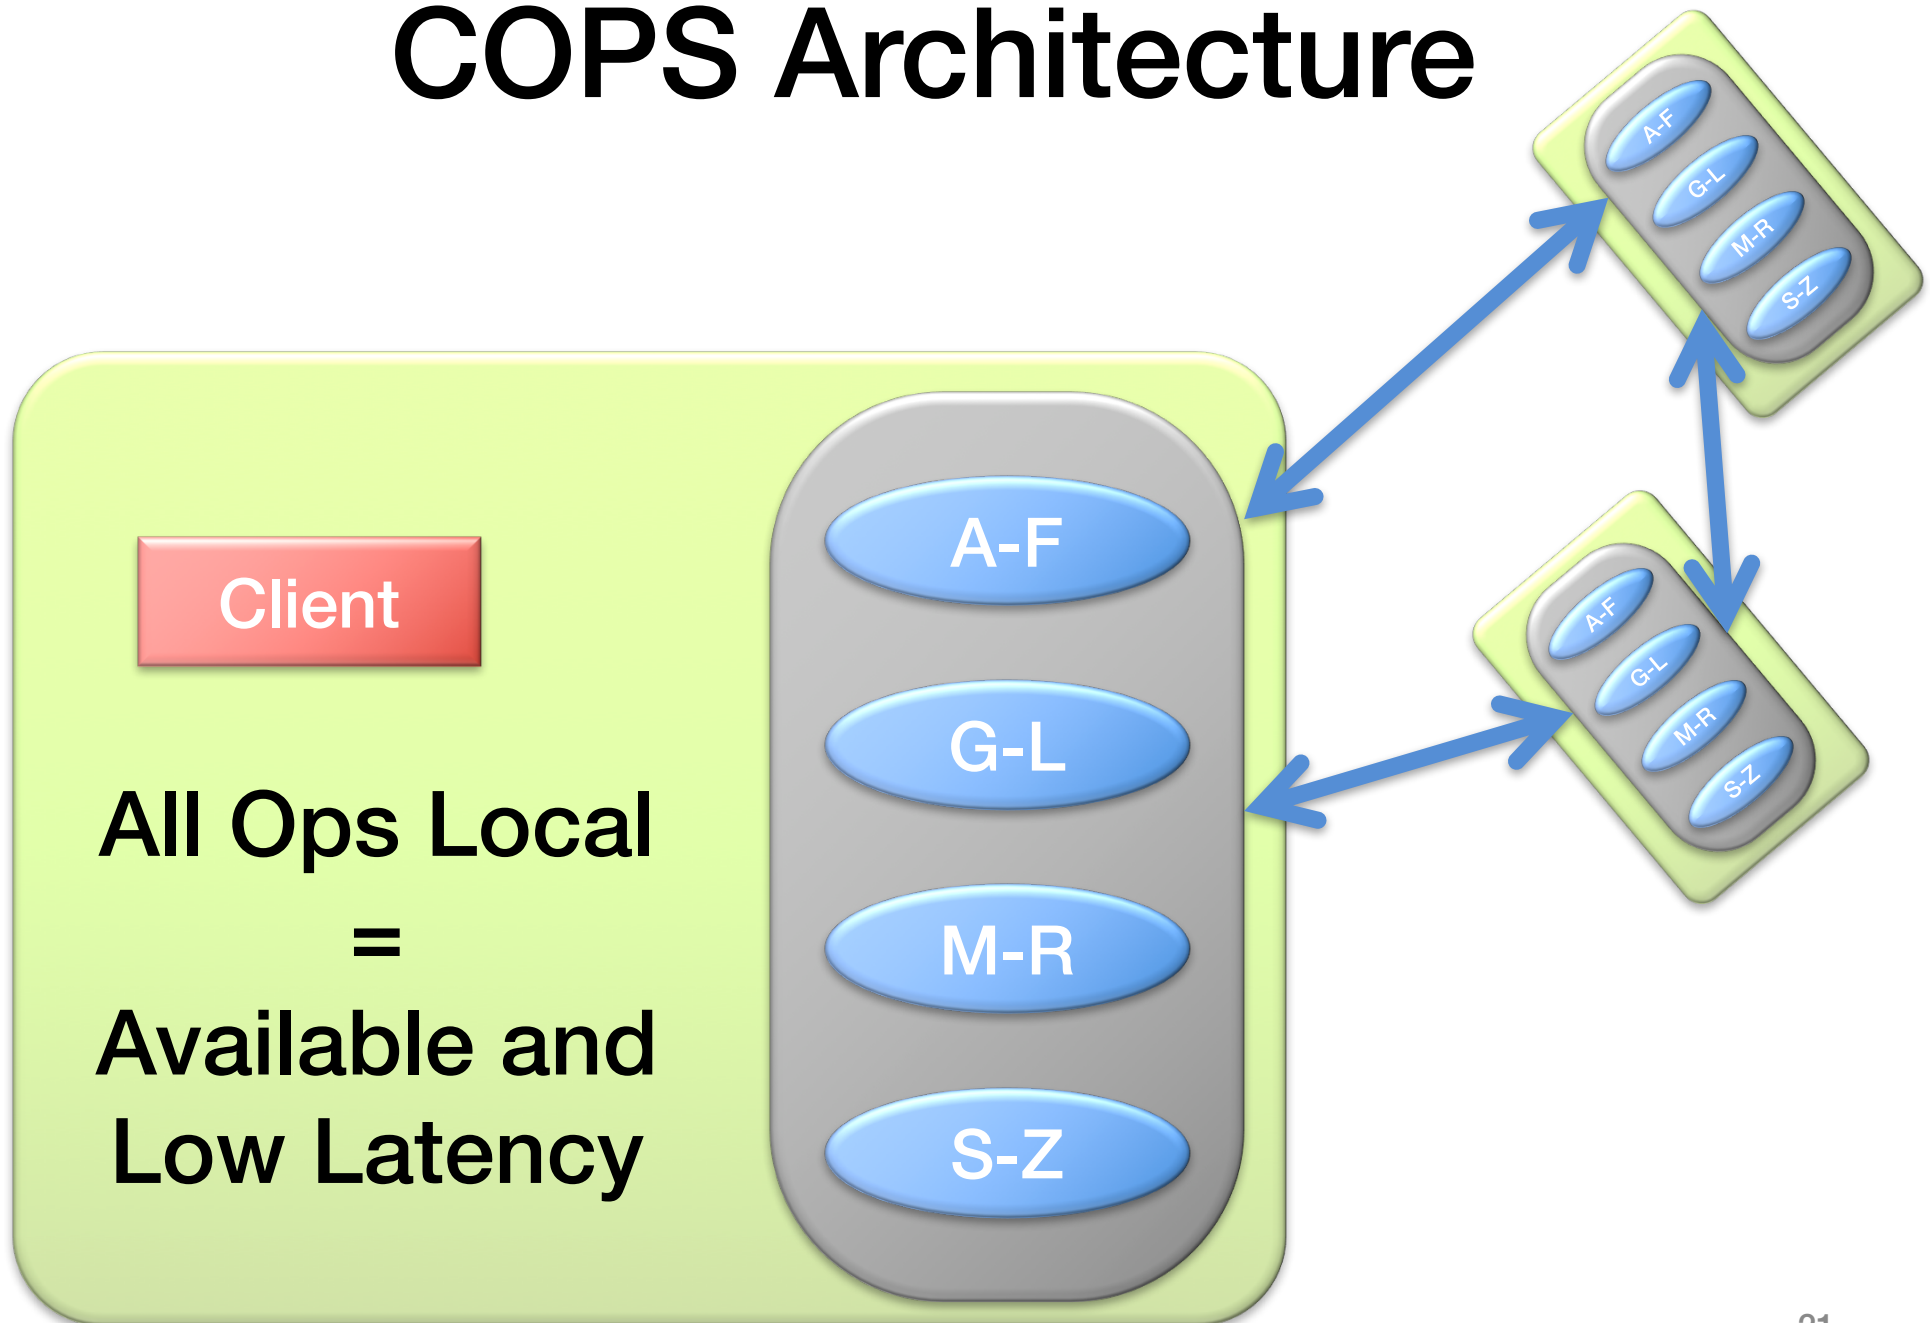 COPS Architecture
A-F
G-L
M-R
S-Z
Client
All Ops Local
=
Available and
Low Latency
A-F
G-L
M-R
S-Z
A-F
G-L
M-R
S-Z